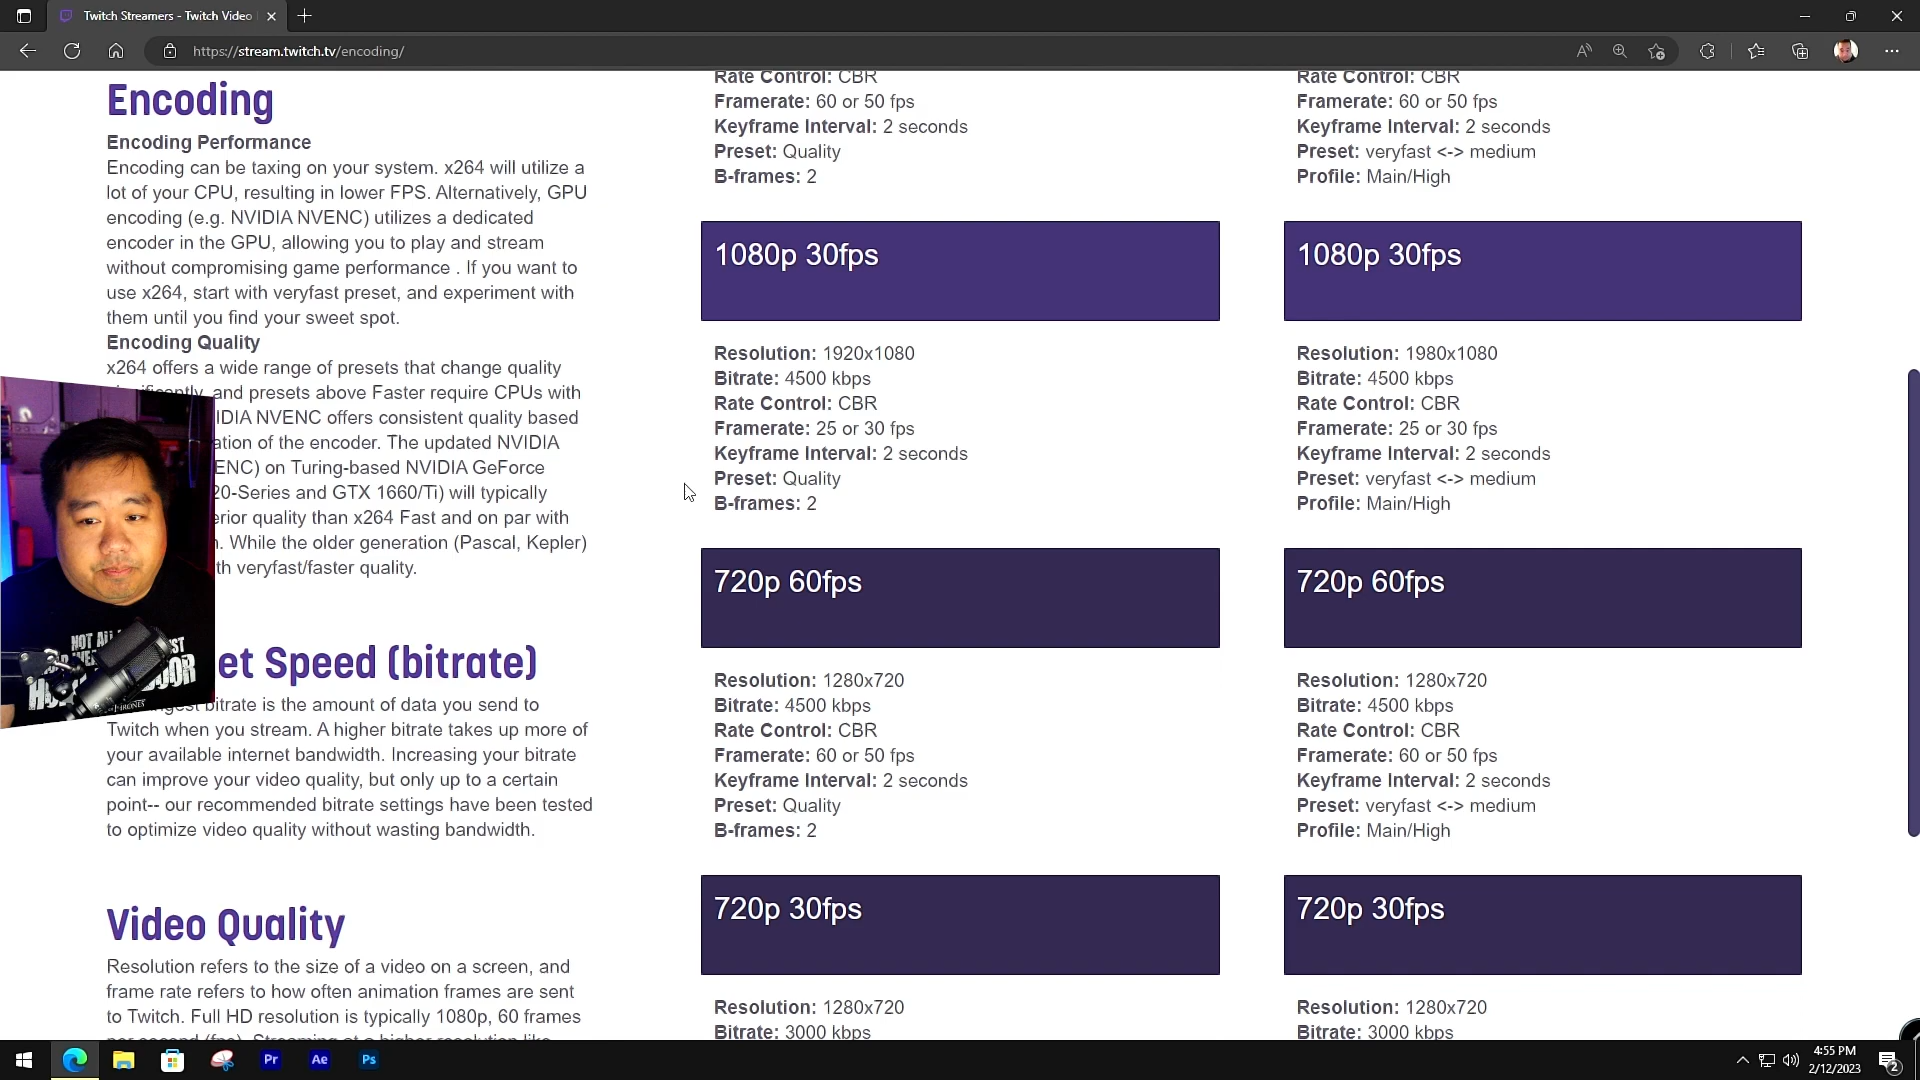 Twitch Streamers - Twitch Video
https://stream.twitch.tv/encoding/
Encoding
Encoding Performance
Encoding can be taxing on your system. x264 will utilize a
lot of your CPU, resulting in lower FPS. Alternatively, GPU
encoding (e.g. NVIDIA NVENC) utilizes a dedicated
encoder in the GPU, allowing you to play and stream
without compromising game performance . If you want to
use x264, start with veryfast preset, and experiment with
them until you find your sweet spot.
Encoding Quality
x264 offers a wide range of presets that change quality
and presets above Faster require CPUs with
IDIA NVENC offers consistent quality based
ation of the encoder. The updated NVIDIA
ENC) on Turing-based NVIDIA GeForce
20-Series and GTX 1660/Ti) will typically
erior quality than x264 Fast and on par with
. While the older generation (Pascal, Kepler)
th veryfast/faster quality.
et Speed (bitrate)
bitrate is the amount of data you send to
Twitch when you stream. A higher bitrate takes up more of
your available internet bandwidth. Increasing your bitrate
can improve your video quality, but only up to a certain
point-- our recommended bitrate settings have been tested
to optimize video quality without wasting bandwidth.
Video Quality
Resolution refers to the size of a video on a screen, and
frame rate refers to how often animation frames are sent
to Twitch. Full HD resolution is typically 1080p, 60 frames
per second (fps). Streaming at a higher resolution like
Rate Control: CBR
Framerate: 60 or 50 fps
Keyframe Interval: 2 seconds
Preset: Quality
B-frames: 2
1080p 30fps
Resolution: 1920x1080
Bitrate: 4500 kbps
Rate Control: CBR
Framerate: 25 or 30 fps
Keyframe Interval: 2 seconds
Preset: Quality
B-frames: 2
720p 60fps
Resolution: 1280x720
Bitrate: 4500 kbps
Rate Control: CBR
Framerate: 60 or 50 fps
Keyframe Interval: 2 seconds
Preset: Quality
B-frames: 2
720p 30fps
Resolution: 1280x720
Bitrate: 3000 kbps
Rate Control: CBR
Framerate: 60 or 50 fps
Keyframe Interval: 2 seconds
Preset: veryfast <-> medium
Profile: Main/High
1080p 30fps
Resolution: 1980x1080
Bitrate: 4500 kbps
Rate Control: CBR
Framerate: 25 or 30 fps
Keyframe Interval: 2 seconds
Preset: veryfast <-> medium
Profile: Main/High
720p 60fps
Resolution: 1280x720
Bitrate: 4500 kbps
Rate Control: CBR
Framerate: 60 or 50 fps
Keyframe Interval: 2 seconds
Preset: veryfast <-> medium
Profile: Main/High
720p 30fps
Resolution: 1280x720
Bitrate: 3000 kbps
Pr
Ae
Ps
4:55 PM
2/12/2023
2